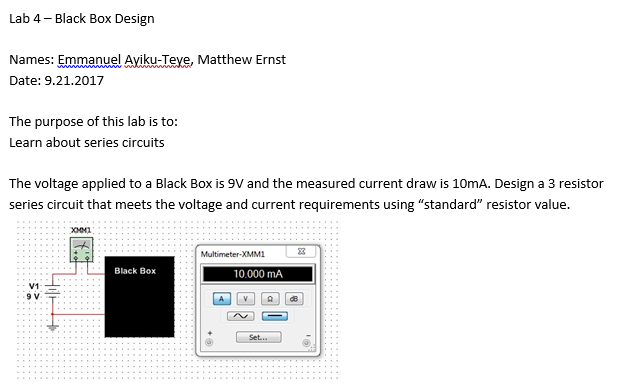 Lab 4 – Black Box Design
Names: Emmanuel Ayiku-Teye, Matthew Ernst
Date: 9.21.2017
The purpose of this lab is to:
Learn about series circuits
The voltage applied to a Black Box is 9V and the measured current draw is 10mA. Design a 3 resistor
series circuit that meets the voltage and current requirements using “standard” resistor value.
XMM1
Black Box
V1
9 V
Multimeter-XMM1
10.000 mA
A V Ω dB
Set...